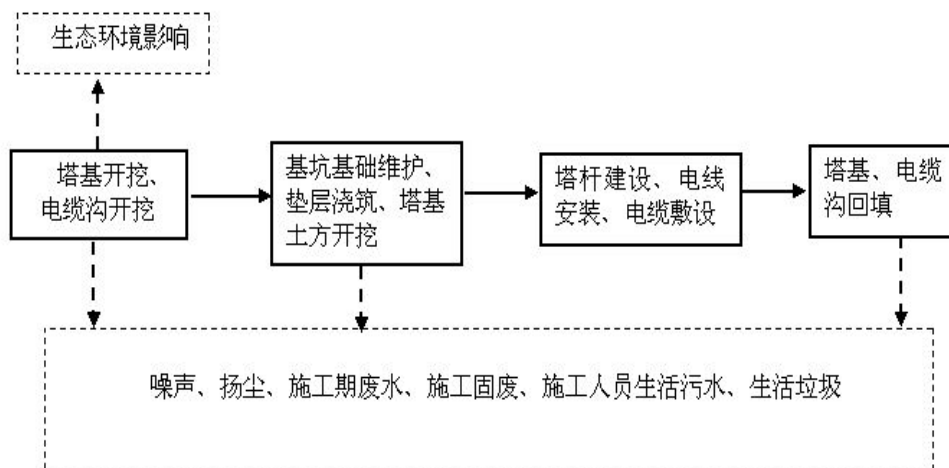 生态环境影响
塔基开挖、
电缆沟开挖
基坑基础维护、
垫层浇筑、塔基
土方开挖
塔杆建设、电线
安装、电缆敷设
塔基、电缆
沟回填
噪声、扬尘、施工期废水、施工固废、施工人员生活污水、生活垃圾